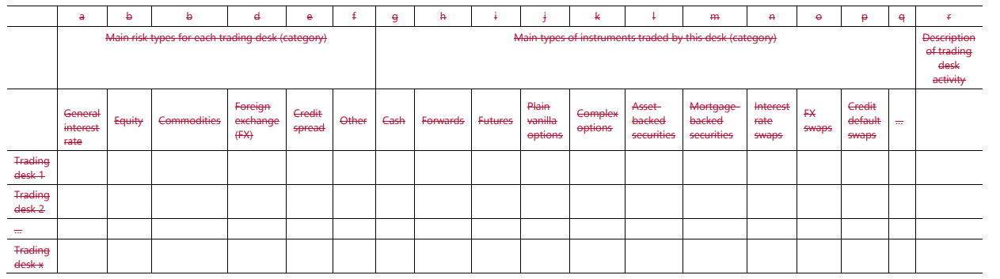 a b b d e f g h i j k l m n o p q r
Main risk types for each trading desk (category) Main types of instruments traded by this desk (category) Description
of trading
desk
activity
General
interest
rate
Equity
Commodities
Foreign
exchange
(FX)
Credit
spread
Other
Cash
Forwards
Futures
Plain
vanilla
options
Complex
options
Asset-
backed
securities
Mortgage-
backed
securities
Interest
rate
swaps
FX
swaps
Credit
default
swaps
...
Trading
desk 1
Trading
desk 2
...
Trading
desk x